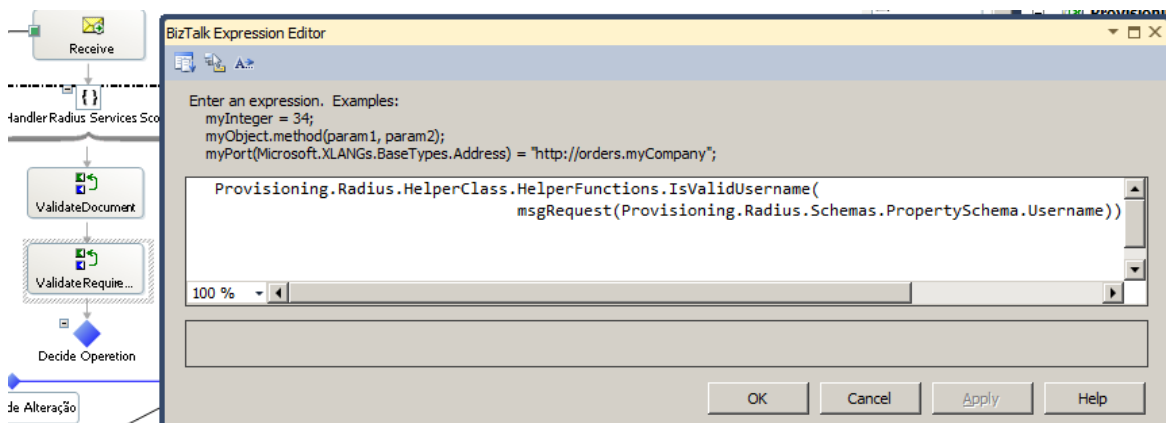 Provisioni
Receive
{}
Handler Radius Services Sco
ValidateDocument
ValidateRequire...
Decide Operetion
de Alteração
BizTalk Expression Editor
A
Enter an expression. Examples:
myInteger = 34;
myObject.method(param1, param2);
myPort(Microsoft.XLANGs.BaseTypes.Address) = "http://orders.myCompany";
Provisioning.Radius.HelperClass.HelperFunctions.IsValidUsername(
msgRequest(Provisioning.Radius.Schemas.PropertySchema.Username))
100 %
OK
Cancel
Apply
Help